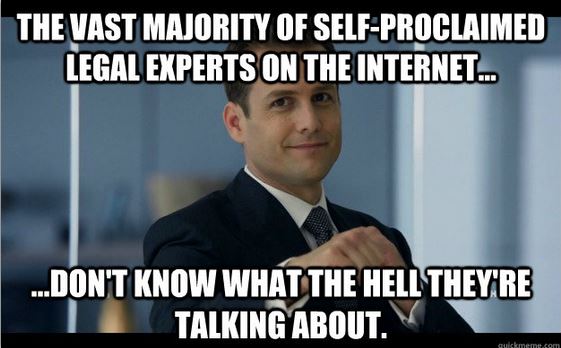 THE VAST MAJORITY OF SELF-PROCLAIMED
LEGAL EXPERTS ON THE INTERNET...
...DON'T KNOW WHAT THE HELL THEY'RE
TALKING ABOUT.
quickmeme.com